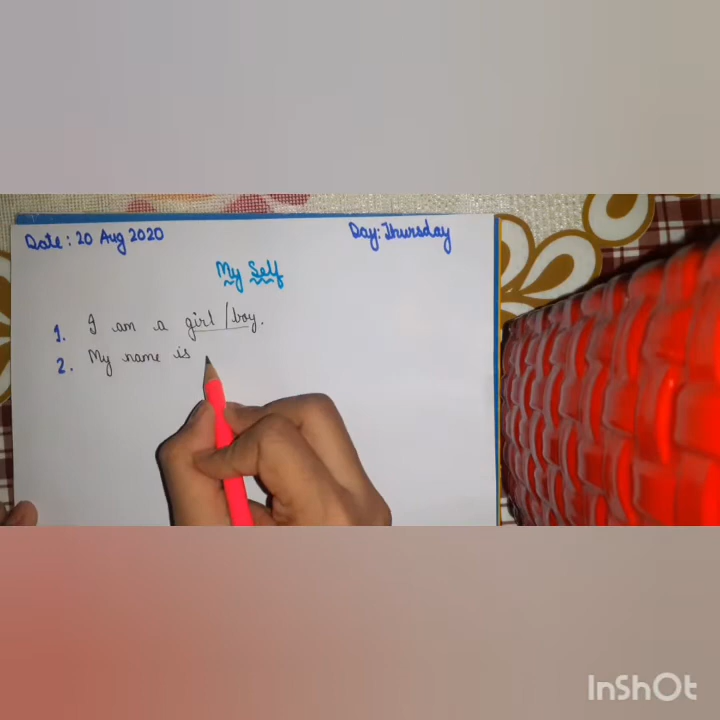 Date: 20 Aug 2020 Day: Thursday
My Self
1. I am a girl/boy.
2. My name is
InShOt